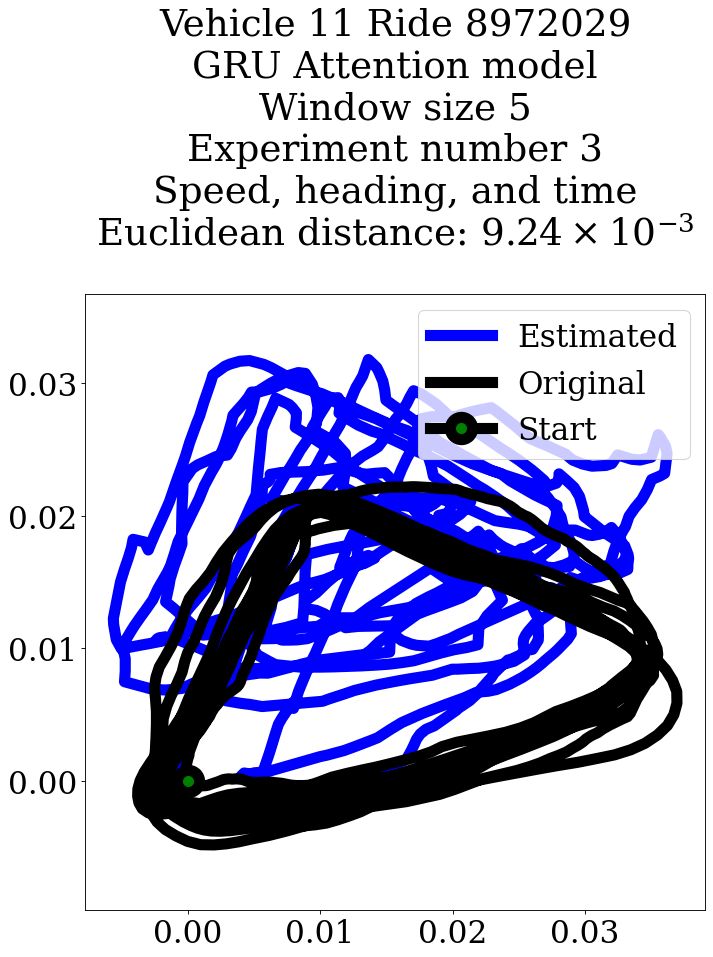 Vehicle 11 Ride 8972029
GRU Attention model
Window size 5
Experiment number 3
Speed, heading, and time
Euclidean distance: 9.24 × 10⁻³
Estimated
Original
Start
0.03
0.02
0.01
0.00
0.00 0.01 0.02 0.03